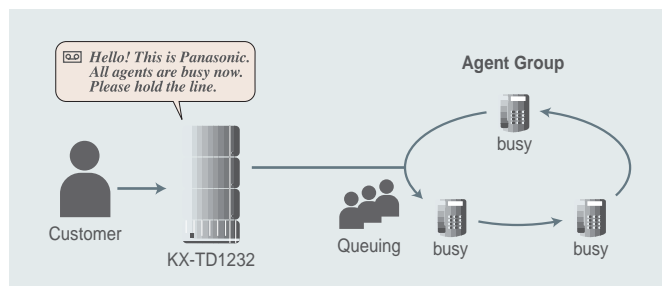 Hello! This is Panasonic.
All agents are busy now.
Please hold the line.
Agent Group
busy
Customer
KX-TD1232
Queuing
busy
busy